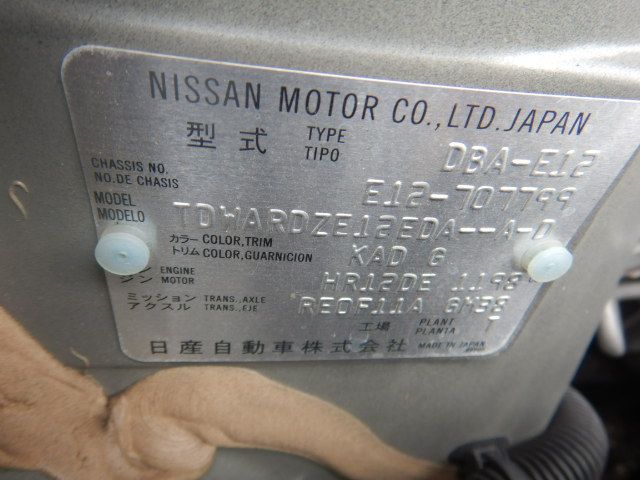 NISSAN MOTOR CO., LTD. JAPAN
型式 TYPE TIPO DBA-E12
CHASSIS NO. NO. DE CHASIS E12-707799
MODEL MODELO TDWARDZE12EDA--A-D
カラー COLOR, TRIM トリム COLOR, GUARNICION KAD G
ENGINE MOTOR HR12DE 1198
ミッション TRANS., AXLE アクスル TRANS., EJE RE0F11A GH38
工場 PLANT PLANTA T
日産自動車株式会社 MADE IN JAPAN